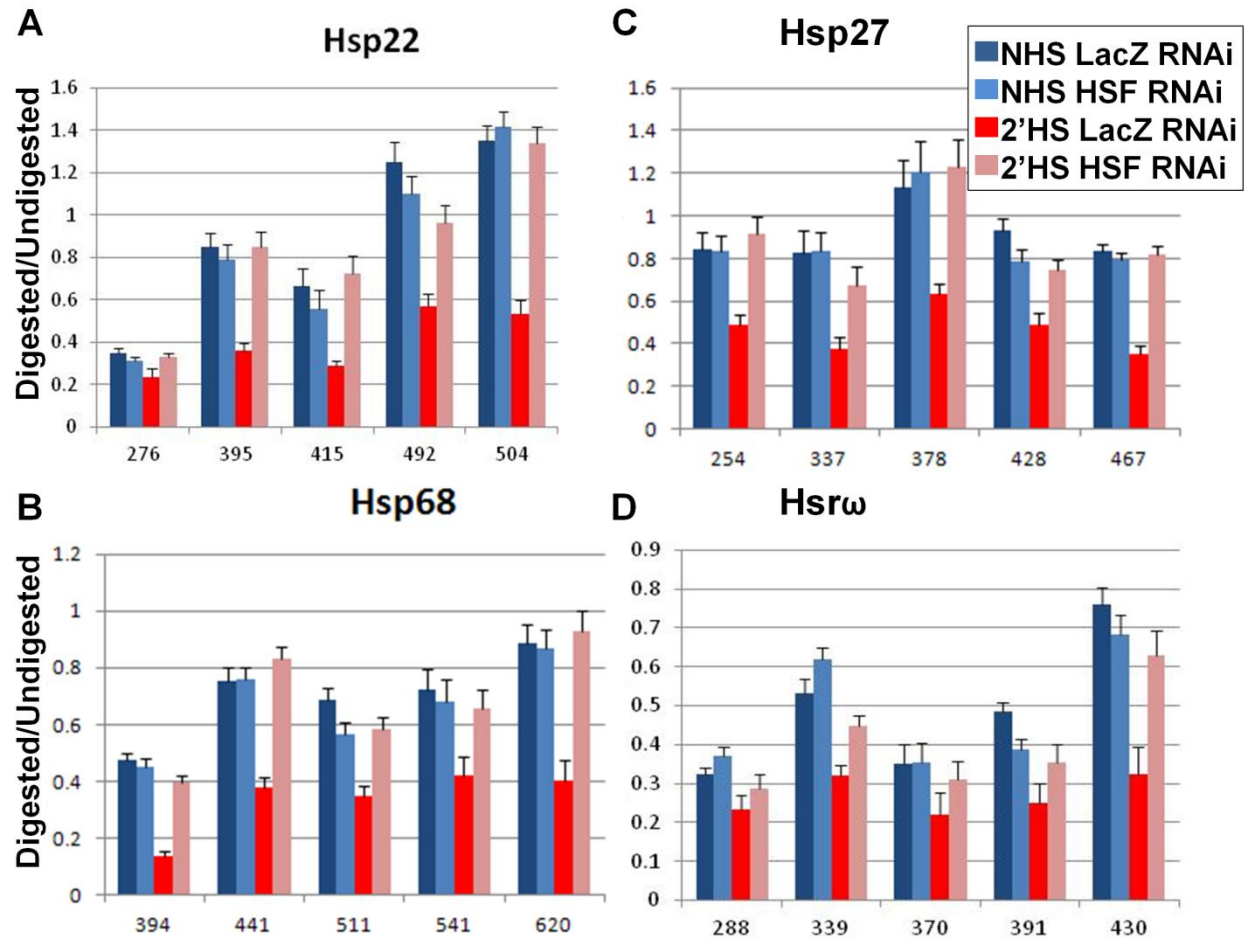 A
Hsp22
Digested/Undigested
1.6
1.4
1.2
1
0.8
0.6
0.4
0.2
0
276 395 415 492 504
C
Hsp27
NHS LacZ RNAi
NHS HSF RNAi
2’HS LacZ RNAi
2’HS HSF RNAi
1.6
1.4
1.2
1
0.8
0.6
0.4
0.2
0
254 337 378 428 467
B
Hsp68
Digested/Undigested
1.2
1
0.8
0.6
0.4
0.2
0
394 441 511 541 620
D
Hsrω
0.9
0.8
0.7
0.6
0.5
0.4
0.3
0.2
0.1
0
288 339 370 391 430